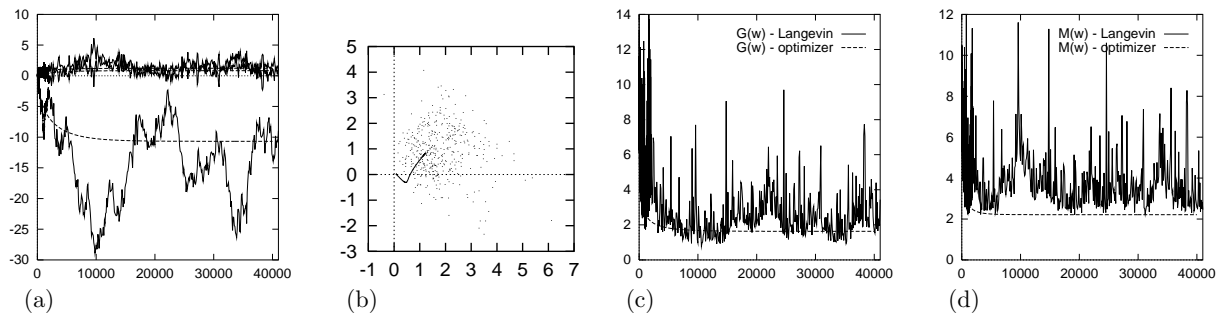 10
5
0
-5
-10
-15
-20
-25
-30
0 10000 20000 30000 40000
(a)
5
4
3
2
1
0
-1
-2
-3
-1 0 1 2 3 4 5 6 7
(b)
14
12
10
8
6
4
2
0
0 10000 20000 30000 40000
G(w) - Langevin
G(w) - optimizer
(c)
12
10
8
6
4
2
0
0 10000 20000 30000 40000
M(w) - Langevin
M(w) - optimizer
(d)